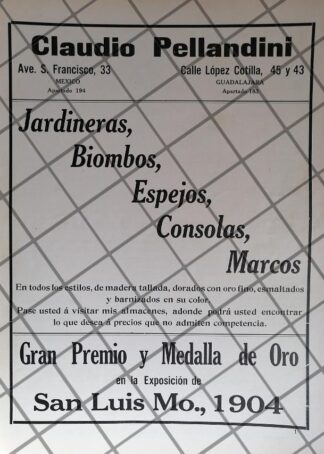 Claudio Pellandini
Ave. S. Francisco, 33 Calle López Cotilla, 45 y 43
MEXICO GUADALAJARA
Apartado 194 Apartado 143
Jardineras,
Biombos,
Espejos,
Consolas,
Marcos
En todos los estilos, de madera tallada, dorados con oro fino, esmaltados
y barnizados en su color.
Pase usted á visitar mis almacenes, adonde podrá usted encontrar
lo que desea á precios que no admiten competencia.
Gran Premio y Medalla de Oro
en la Exposición de
San Luis Mo., 1904